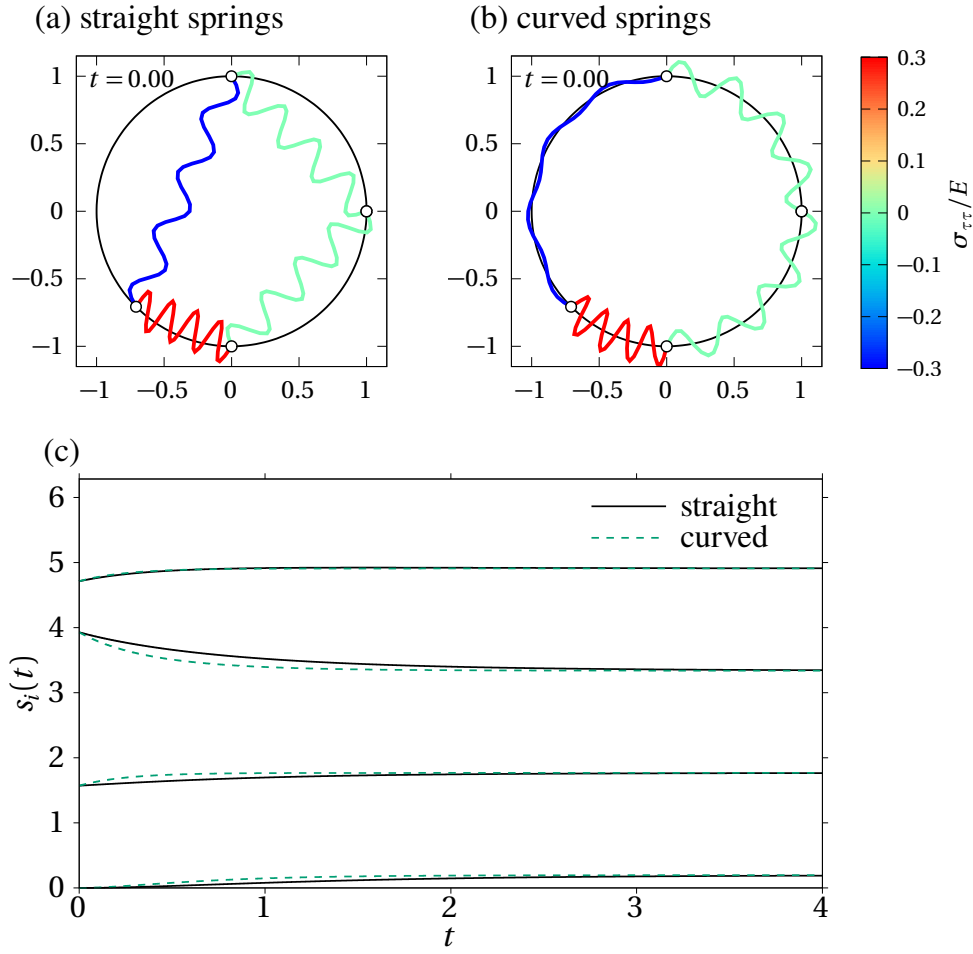 (a) straight springs
(b) curved springs
t = 0.00
1
0.5
0
−0.5
−1
−1 −0.5 0 0.5 1
t = 0.00
1
0.5
0
−0.5
−1
−1 −0.5 0 0.5 1
0.3
0.2
0.1
0
−0.1
−0.2
−0.3
σττ/E
(c)
straight
curved
6
5
4
3
2
1
0
si(t)
0 1 2 3 4
t